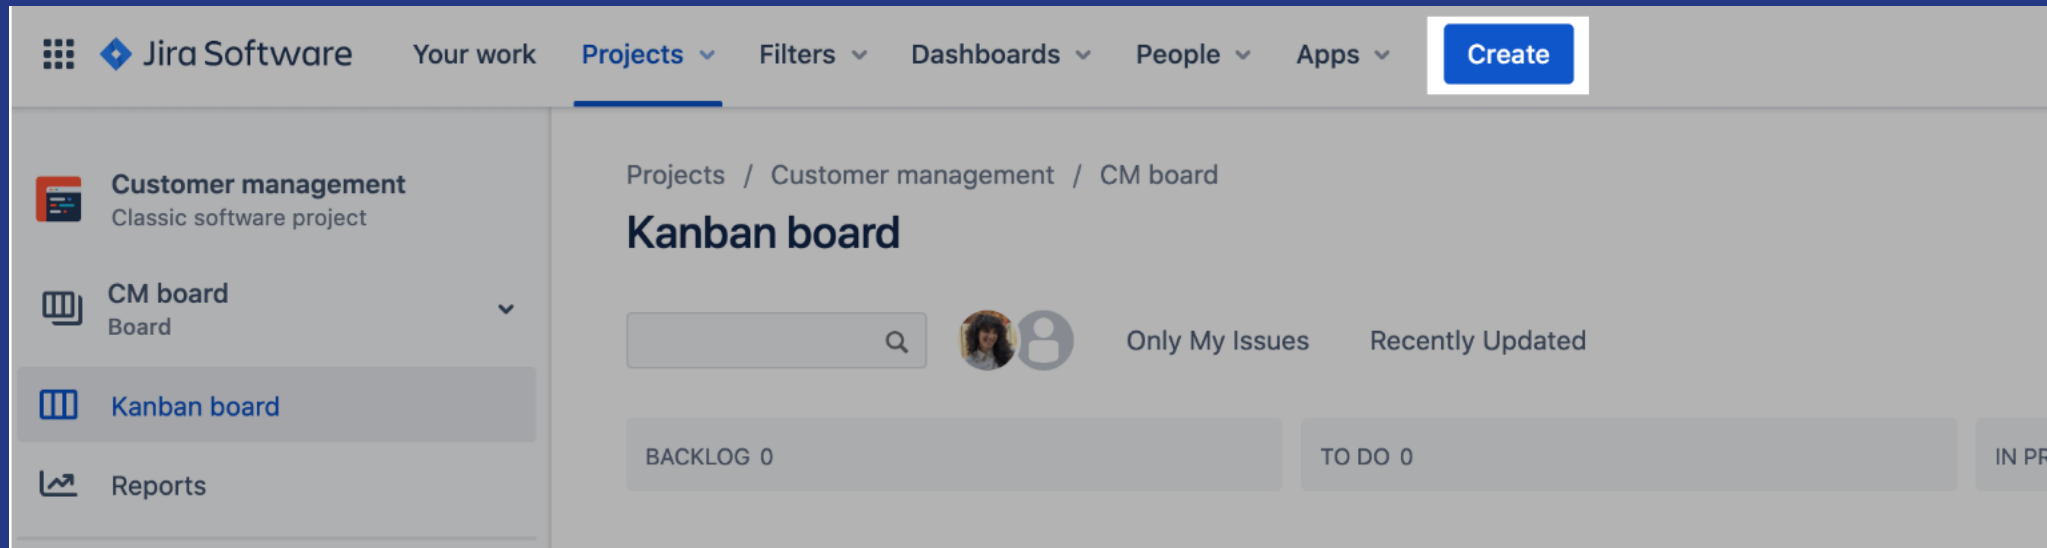 Jira Software Your work Projects Filters Dashboards People Apps Create
Customer management
Classic software project
CM board
Board
Kanban board
Reports
Projects / Customer management / CM board
Kanban board
Only My Issues Recently Updated
BACKLOG 0 TO DO 0 IN PR